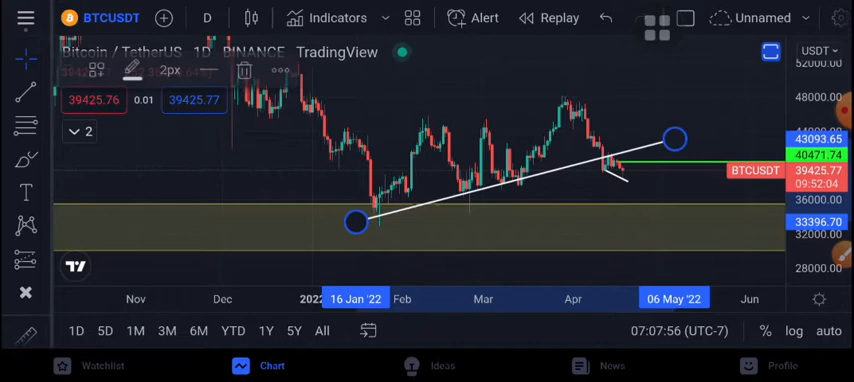 BTCUSDT D Indicators Alert Replay Unnamed
Bitcoin / TetherUS 1D BINANCE TradingView USDT
2px
39425.76 0.01 39425.77
2
52000.00
48000.00
43093.65
40471.74
BTCUSDT 39425.77
09:52:04
36000.00
33396.70
32000.00
28000.00
Nov Dec 2022 16 Jan '22 Feb Mar Apr 06 May '22 Jun
1D 5D 1M 3M 6M YTD 1Y 5Y All 07:07:56 (UTC-7) % log auto
Watchlist Chart Ideas News Profile